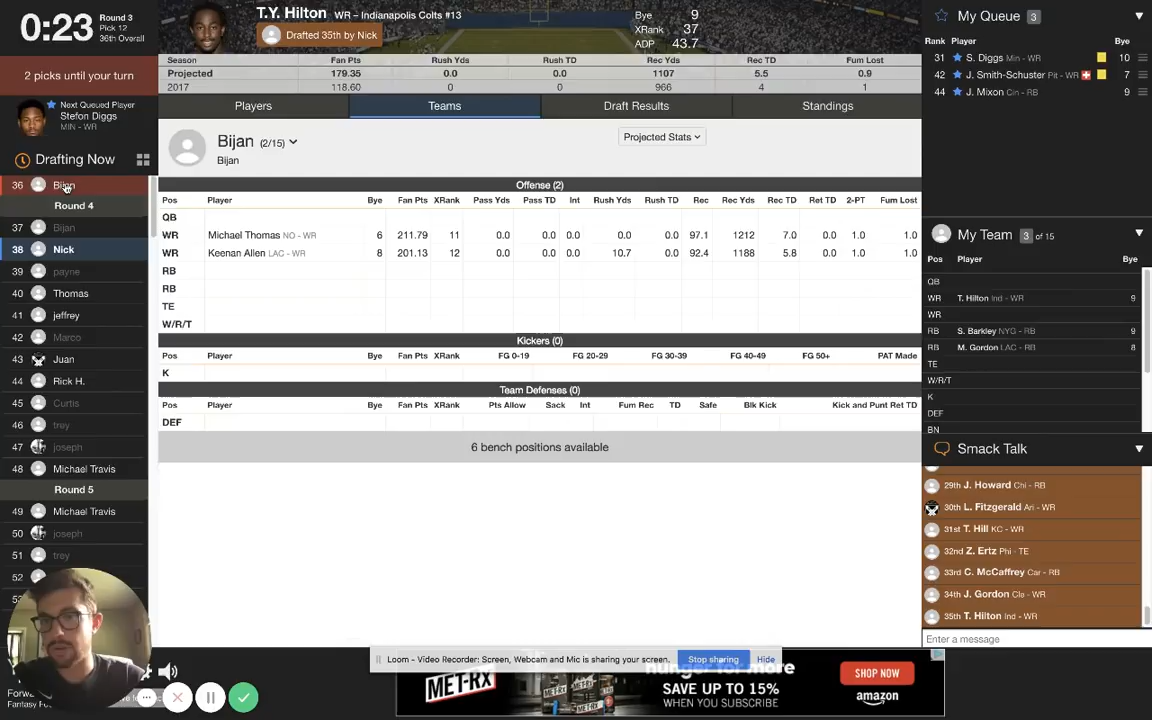 0:23
Round 3
Pick 12
36th Overall
2 picks until your turn
Next Queued Player
Stefon Diggs
MIN - WR
Drafting Now
36 Bijan
Round 4
37 Bijan
38 Nick
39 payne
40 Thomas
41 jeffrey
42 Marco
43 Juan
44 Rick H.
45 Curtis
46 trey
47 joseph
48 Michael Travis
Round 5
49 Michael Travis
50 joseph
51 trey
52
T.Y. Hilton WR – Indianapolis Colts #13
Drafted 35th by Nick
Bye 9
XRank 37
ADP 43.7
Season Fan Pts Rush Yds Rush TD Rec Yds Rec TD Fum Lost
Projected 179.35 0.0 0.0 1107 5.5 0.9
2017 118.60 0 0 966 4 1
Players Teams Draft Results Standings
Bijan (2/15)
Bijan
Projected Stats
Offense (2)
Pos Player Bye Fan Pts XRank Pass Yds Pass TD Int Rush Yds Rush TD Rec Rec Yds Rec TD Ret TD 2-PT Fum Lost
QB
WR Michael Thomas NO - WR 6 211.79 11 0.0 0.0 0.0 0.0 0.0 97.1 1212 7.0 0.0 1.0 1.0
WR Keenan Allen LAC - WR 8 201.13 12 0.0 0.0 0.0 10.7 0.0 92.4 1188 5.8 0.0 1.0 1.0
RB
RB
TE
W/R/T
Kickers (0)
Pos Player Bye Fan Pts XRank FG 0-19 FG 20-29 FG 30-39 FG 40-49 FG 50+ PAT Made
K
Team Defenses (0)
Pos Player Bye Fan Pts XRank Pts Allow Sack Int Fum Rec TD Safe Blk Kick Kick and Punt Ret TD
DEF
6 bench positions available
My Queue 3
Rank Player Bye
31 S. Diggs Min - WR 10
42 J. Smith-Schuster Pit - WR 7
44 J. Mixon Cin - RB 9
My Team 3 of 15
Pos Player Bye
QB
WR T. Hilton Ind - WR 9
WR
RB S. Barkley NYG - RB 9
RB M. Gordon LAC - RB 8
TE
W/R/T
K
DEF
BN
Smack Talk
29th J. Howard Chi - RB
30th L. Fitzgerald Ari - WR
31st T. Hill KC - WR
32nd Z. Ertz Phi - TE
33rd C. McCaffrey Car - RB
34th J. Gordon Cle - WR
35th T. Hilton Ind - WR
Enter a message
Loom - Video Recorder: Screen, Webcam and Mic is sharing your screen. Stop sharing Hide
MET-RX
hunger for more
SAVE UP TO 15%
WHEN YOU SUBSCRIBE
SHOP NOW
amazon